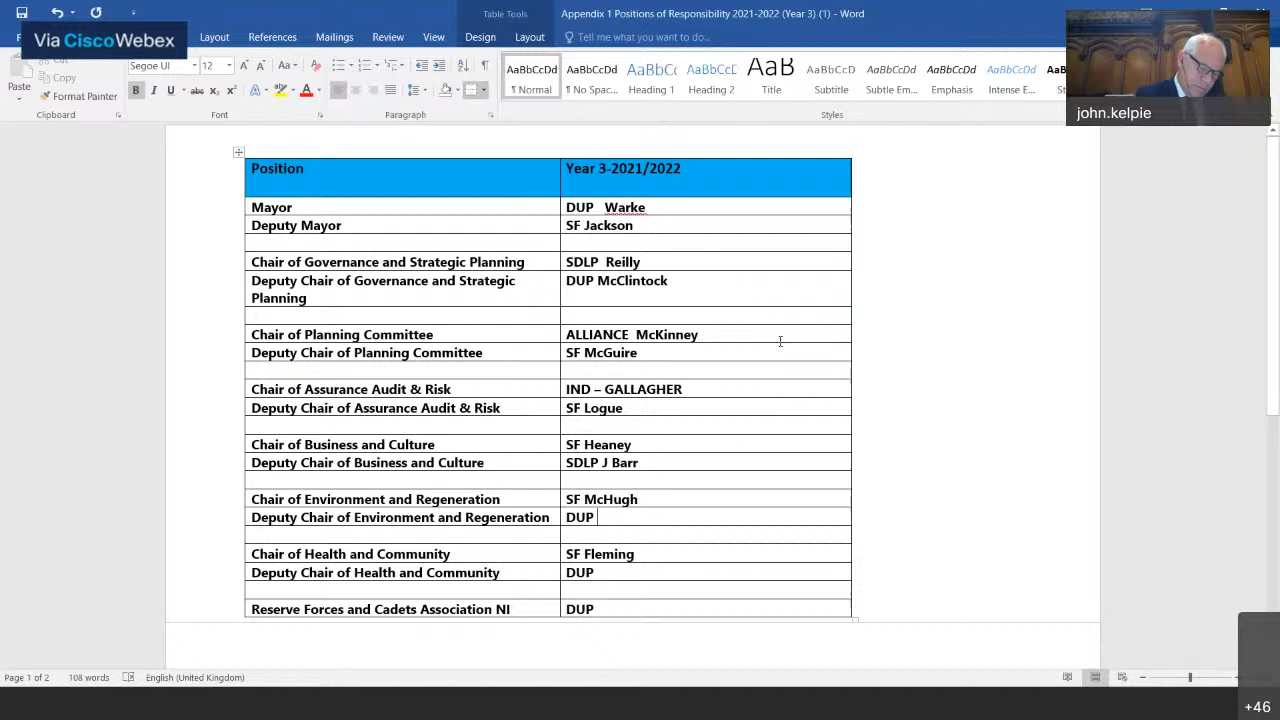 Table Tools
Appendix 1 Positions of Responsibility 2021-2022 (Year 3) (1) - Word
Via CiscoWebex
Layout References Mailings Review View Design Layout Tell me what you want to do...
Cut
Copy
Paste
Format Painter
Segoe UI 12
Clipboard Font Paragraph Styles
AaBbCcDd AaBbCcDd AaBbCc AaBbCcD AaB AaBbCcD AaBbCcDd AaBbCcDd AaBbCcDd
¶ Normal ¶ No Spac... Heading 1 Heading 2 Title Subtitle Subtle Em... Emphasis Intense E...
john.kelpie
Position Year 3-2021/2022
Mayor DUP Warke
Deputy Mayor SF Jackson
Chair of Governance and Strategic Planning SDLP Reilly
Deputy Chair of Governance and Strategic Planning DUP McClintock
Chair of Planning Committee ALLIANCE McKinney
Deputy Chair of Planning Committee SF McGuire
Chair of Assurance Audit & Risk IND – GALLAGHER
Deputy Chair of Assurance Audit & Risk SF Logue
Chair of Business and Culture SF Heaney
Deputy Chair of Business and Culture SDLP J Barr
Chair of Environment and Regeneration SF McHugh
Deputy Chair of Environment and Regeneration DUP
Chair of Health and Community SF Fleming
Deputy Chair of Health and Community DUP
Reserve Forces and Cadets Association NI DUP
Page 1 of 2 108 words English (United Kingdom)
+46